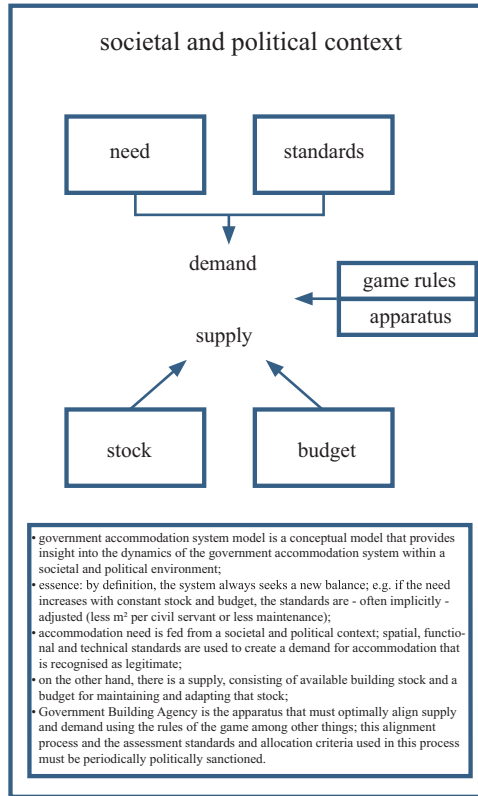 societal and political context
need
standards
demand
game rules
apparatus
supply
stock
budget
• government accommodation system model is a conceptual model that provides
insight into the dynamics of the government accommodation system within a
societal and political environment;
• essence: by definition, the system always seeks a new balance; e.g. if the need
increases with constant stock and budget, the standards are - often implicitly -
adjusted (less m² per civil servant or less maintenance);
• accommodation need is fed from a societal and political context; spatial, functio-
nal and technical standards are used to create a demand for accommodation that
is recognised as legitimate;
• on the other hand, there is a supply, consisting of available building stock and a
budget for maintaining and adapting that stock;
• Government Building Agency is the apparatus that must optimally align supply
and demand using the rules of the game among other things; this alignment
process and the assessment standards and allocation criteria used in this process
must be periodically politically sanctioned.